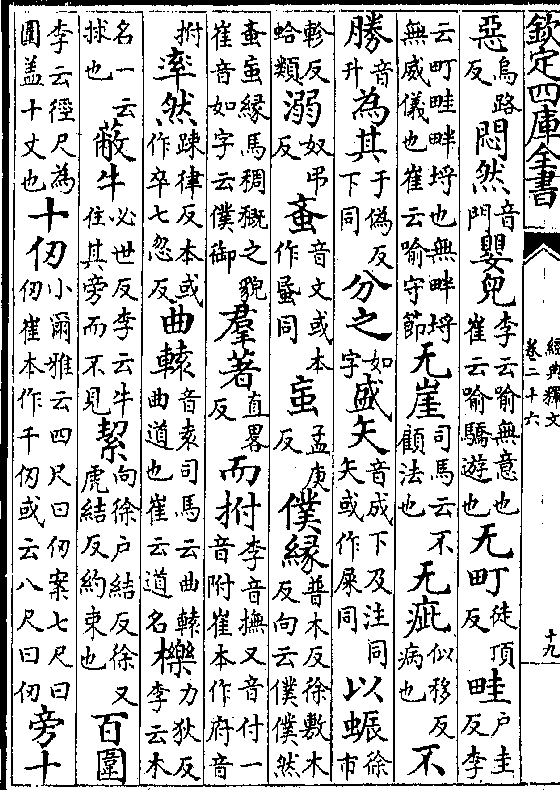 欽定四庫全書
經典釋文
卷二十六
十九
惡烏路反悶然音門嬰兒李云喻無意也崔云喻驕遊也无町徒頂反畦戶圭反李
云町畦畔埒也無畔埒無威儀也崔云喻守節无崖司馬云不顧法也无疵似移反病也不
勝音升為其于偽反下同分之如字盛矢音成下及注同矢或作屎同以蜄徐市
軫反蛤類溺奴弔反蚉音文或本作䘇同䖟孟庚反僕緣普木反徐敷木反向云僕僕然
蚉䖟緣馬稠穊之貌崔音如字云僕御羣著直畧反而拊李音撫又音付一音附崔本作府音
拊率然疎律反本或作卒七忽反曲轅音袁司馬云曲轅曲道也崔云道名櫟力狄反李云木
名一云梂也蔽牛必世反李云牛住其旁而不見絜向徐戶結反徐又虎結反約束也百圍
李云徑尺為圍盖十丈也十仞小爾雅云四尺曰仞案七尺曰仞崔本作千仞或云八尺曰仞旁十